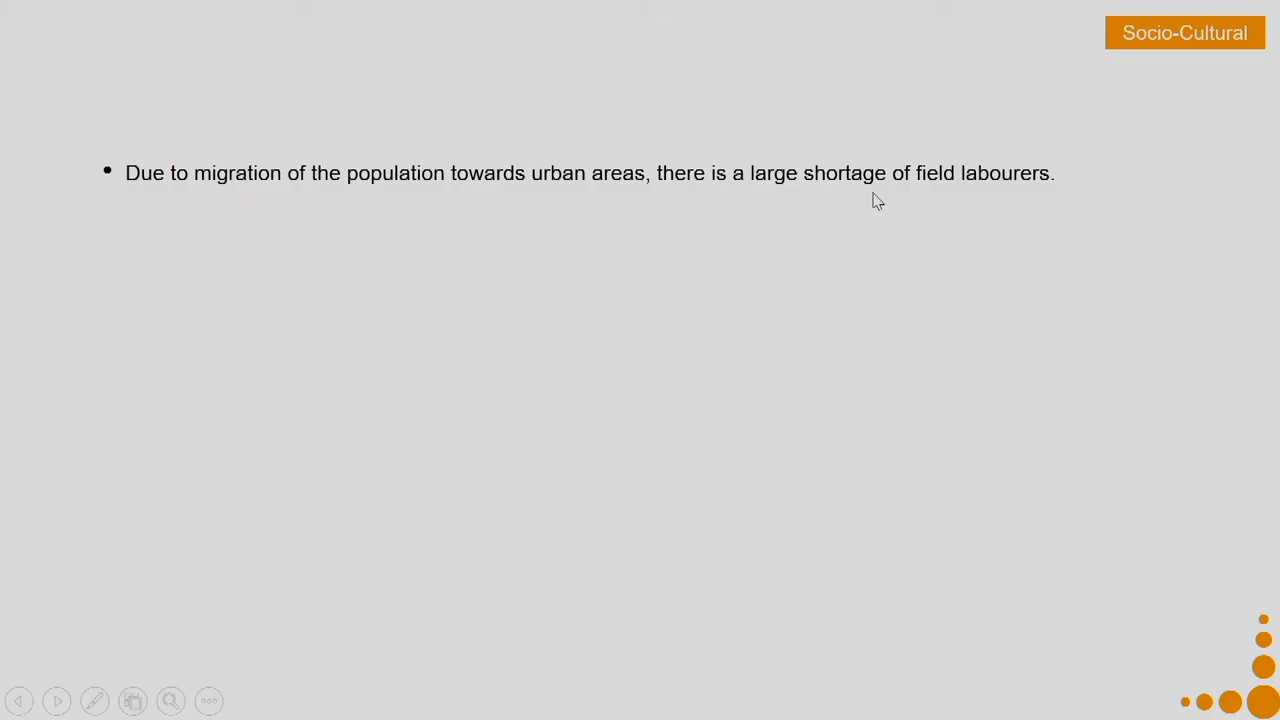 Socio-Cultural
• Due to migration of the population towards urban areas, there is a large shortage of field labourers.